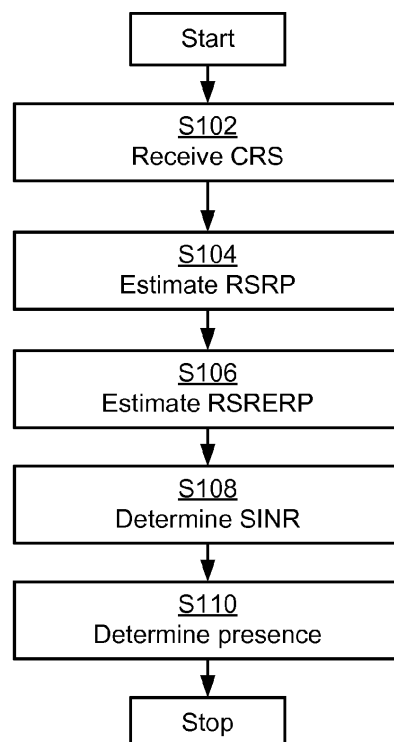 Start
S102
Receive CRS
S104
Estimate RSRP
S106
Estimate RSRERP
S108
Determine SINR
S110
Determine presence
Stop